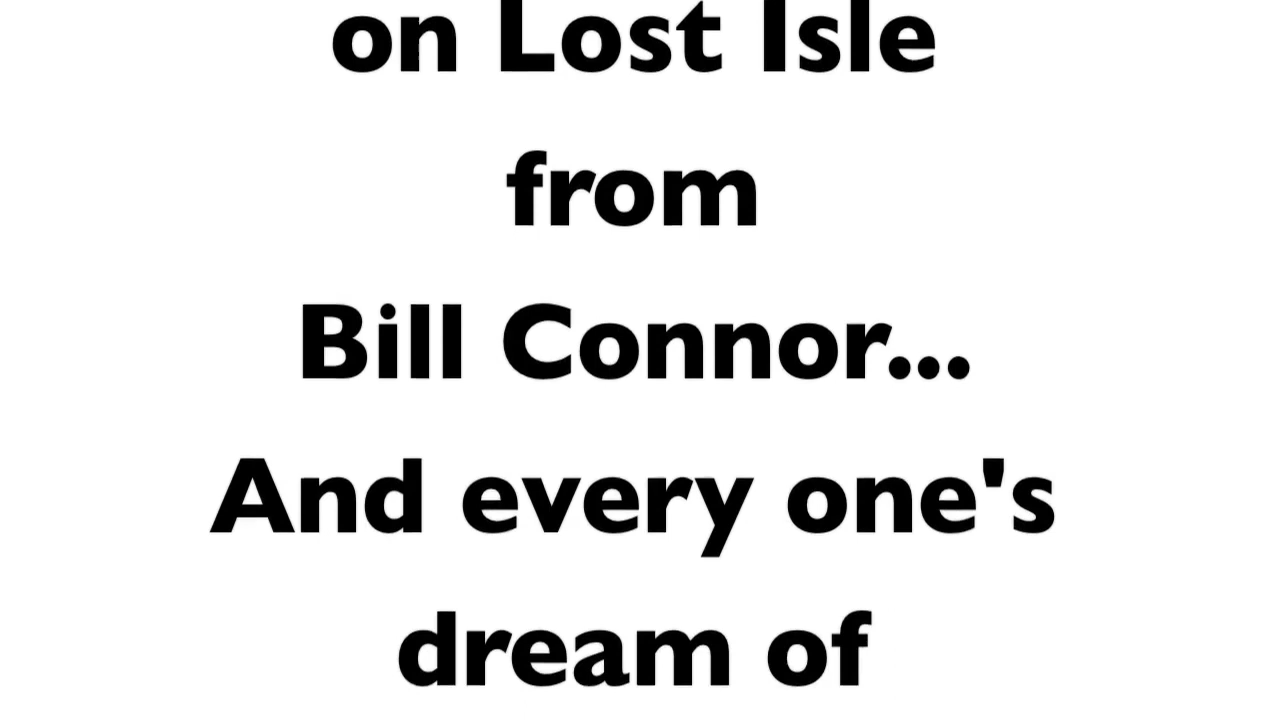 on Lost Isle
from
Bill Connor...
And every one's
dream of